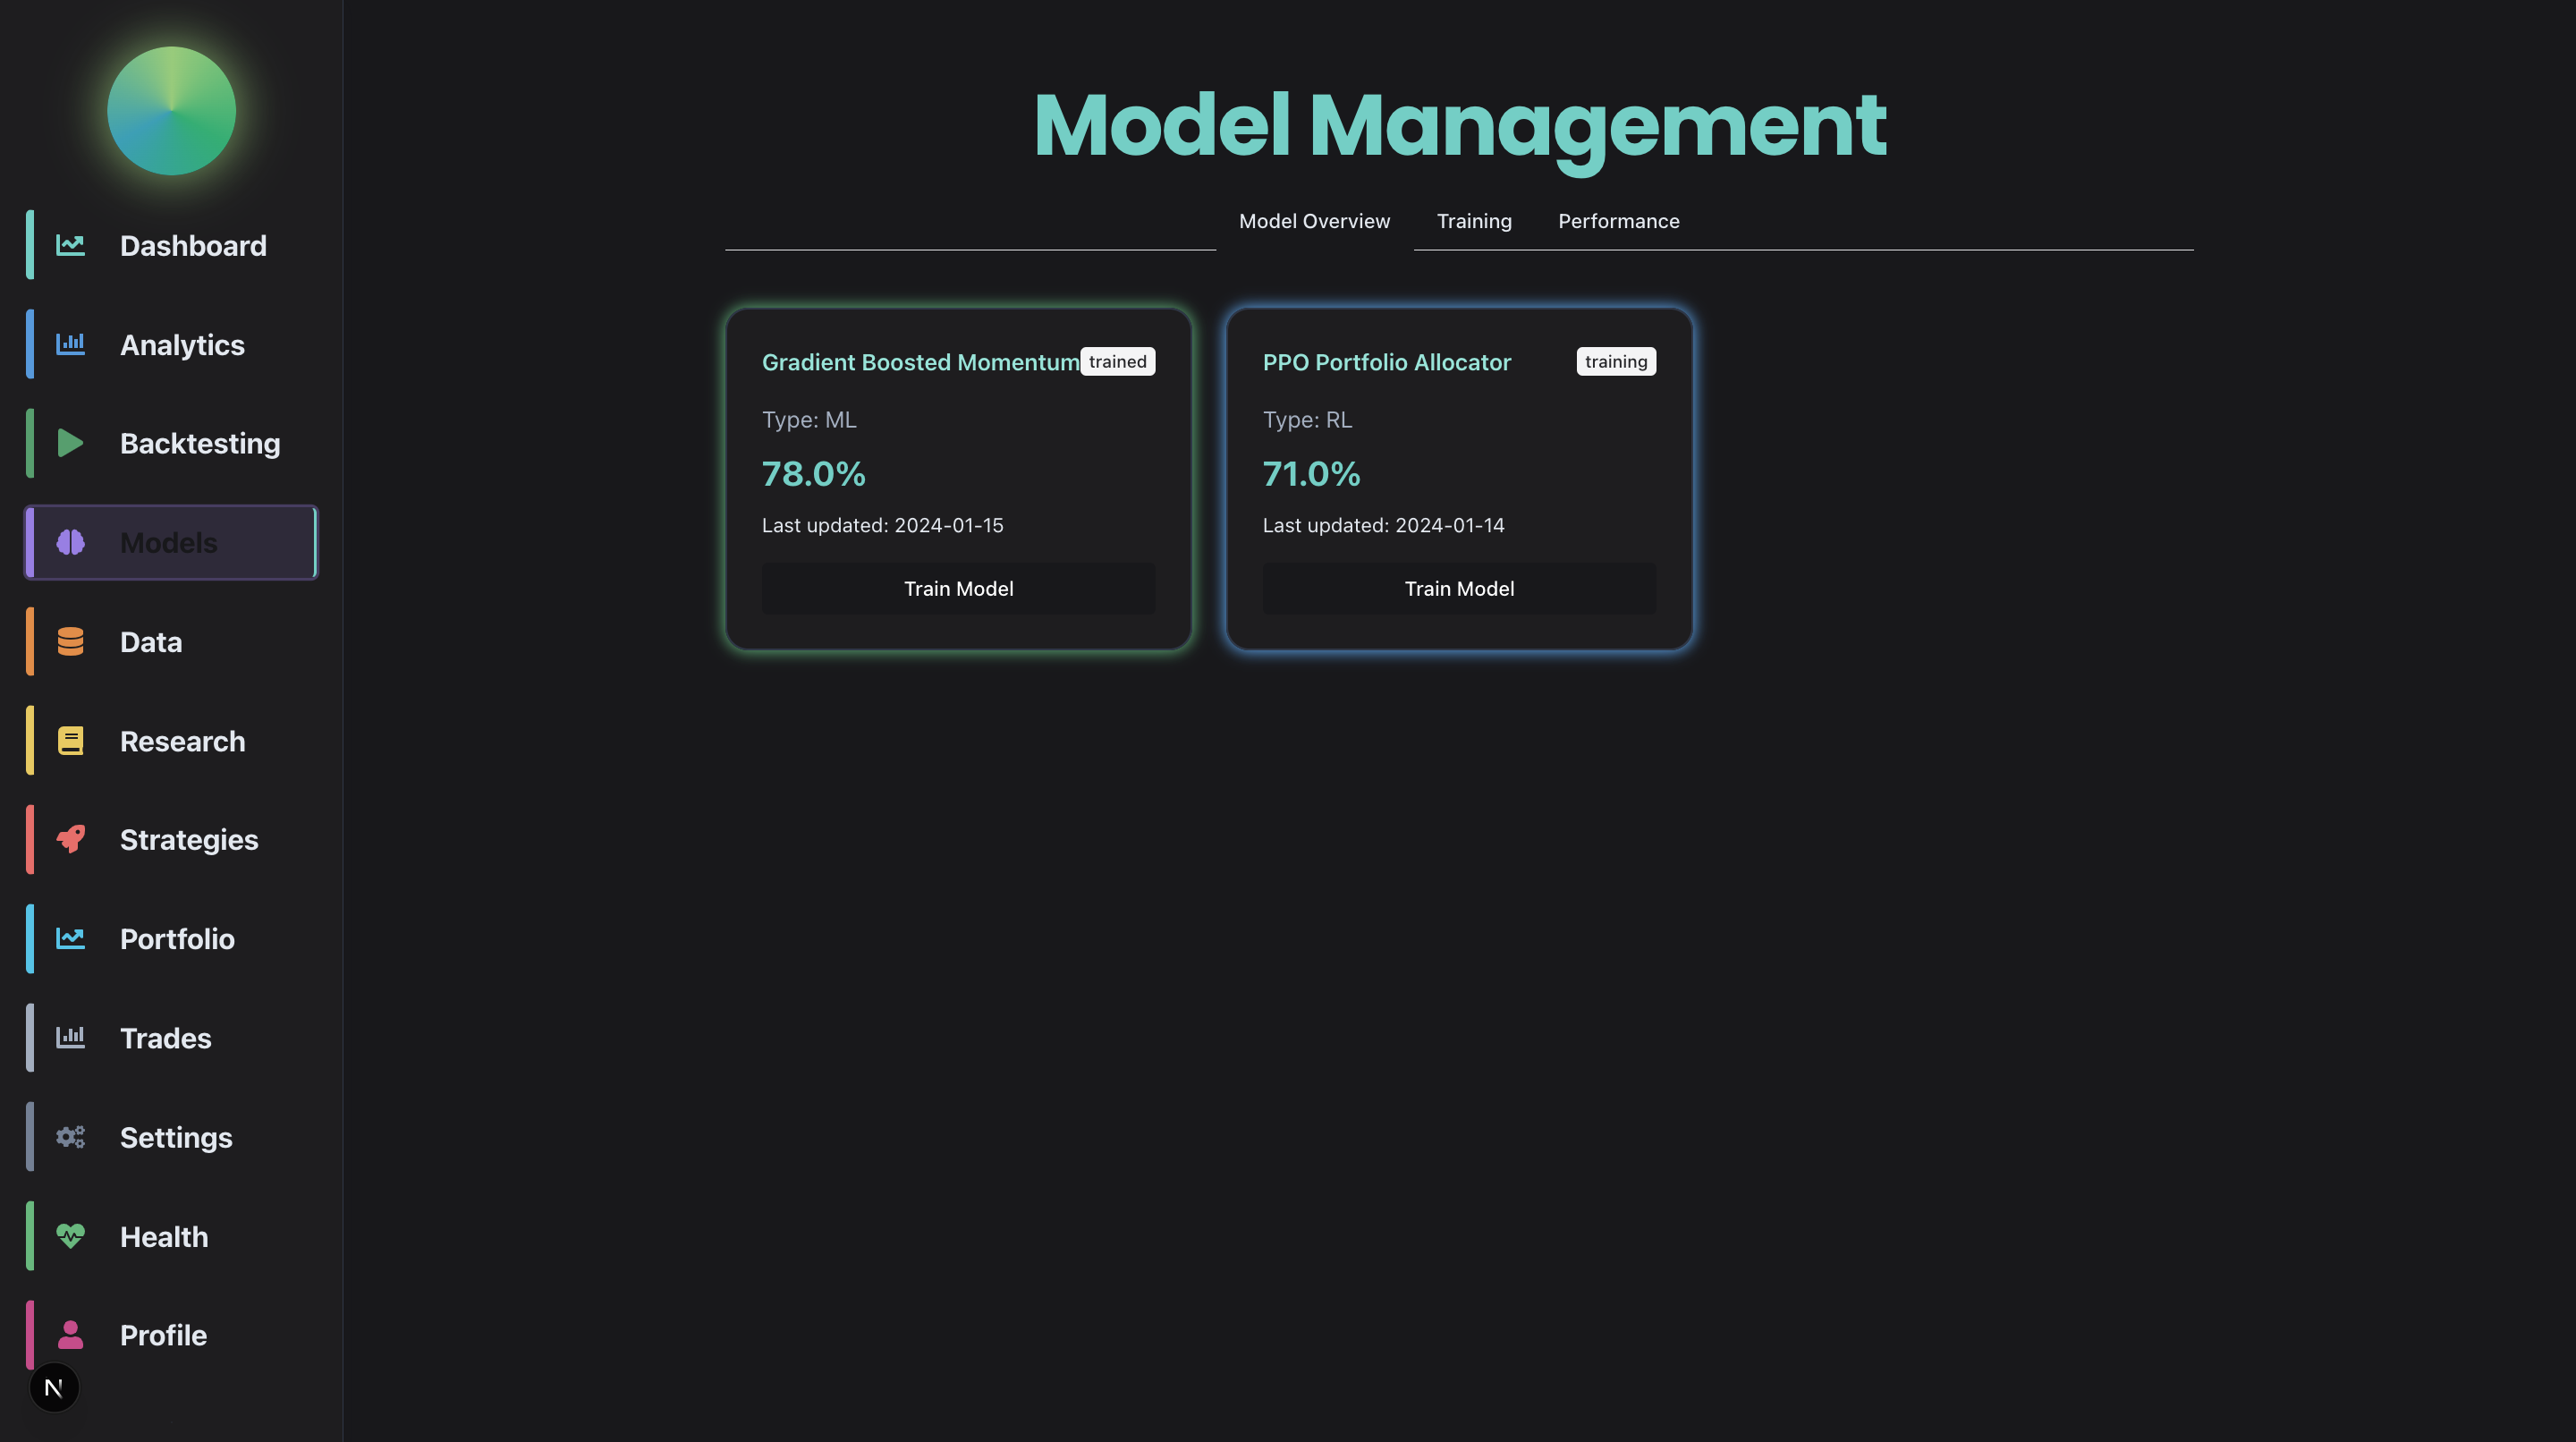 Dashboard
Analytics
Backtesting
Models
Data
Research
Strategies
Portfolio
Trades
Settings
Health
Profile
N
Model Management
Model Overview Training Performance
Gradient Boosted Momentum trained
Type: ML
78.0%
Last updated: 2024-01-15
Train Model
PPO Portfolio Allocator training
Type: RL
71.0%
Last updated: 2024-01-14
Train Model